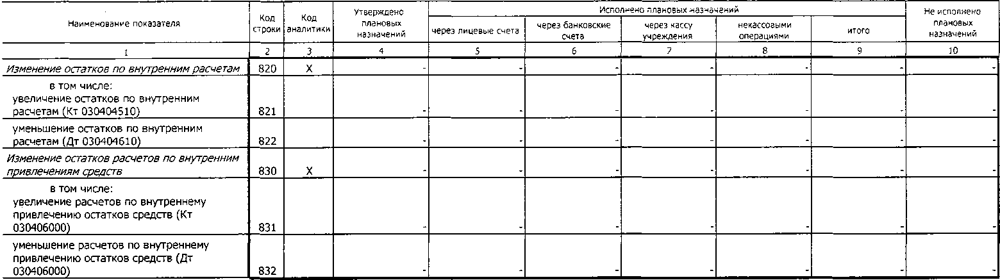 Наименование показателя | Код строки | Код аналитики | Утверждено плановых назначений | Исполнено плановых назначений | Не исполнено плановых назначений
через лицевые счета | через банковские счета | через кассу учреждения | некассовыми операциями | итого
1 | 2 | 3 | 4 | 5 | 6 | 7 | 8 | 9 | 10
Изменение остатков по внутренним расчетам | 820 | X | - | - | - | - | - | - | -
в том числе:
увеличение остатков по внутренним
расчетам (Кт 030404510) | 821 | | - | - | - | - | - | - | -
уменьшение остатков по внутренним
расчетам (Дт 030404610) | 822 | | - | - | - | - | - | - | -
Изменение остатков расчетов по внутренним
привлечениям средств | 830 | X | - | - | - | - | - | - | -
в том числе:
увеличение расчетов по внутреннему
привлечению остатков средств (Кт
030406000) | 831 | | - | - | - | - | - | - | -
уменьшение расчетов по внутреннему
привлечению остатков средств (Дт
030406000) | 832 | | - | - | - | - | - | - | -